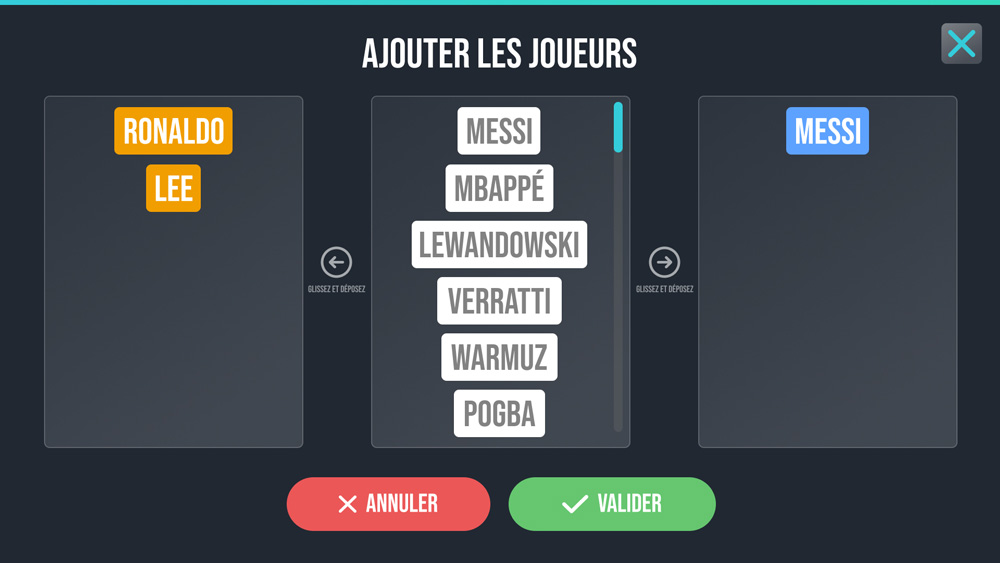 AJOUTER LES JOUEURS
RONALDO
LEE
GLISSEZ ET DÉPOSEZ
MESSI
MBAPPÉ
LEWANDOWSKI
VERRATTI
WARMUZ
POGBA
GLISSEZ ET DÉPOSEZ
MESSI
ANNULER
VALIDER